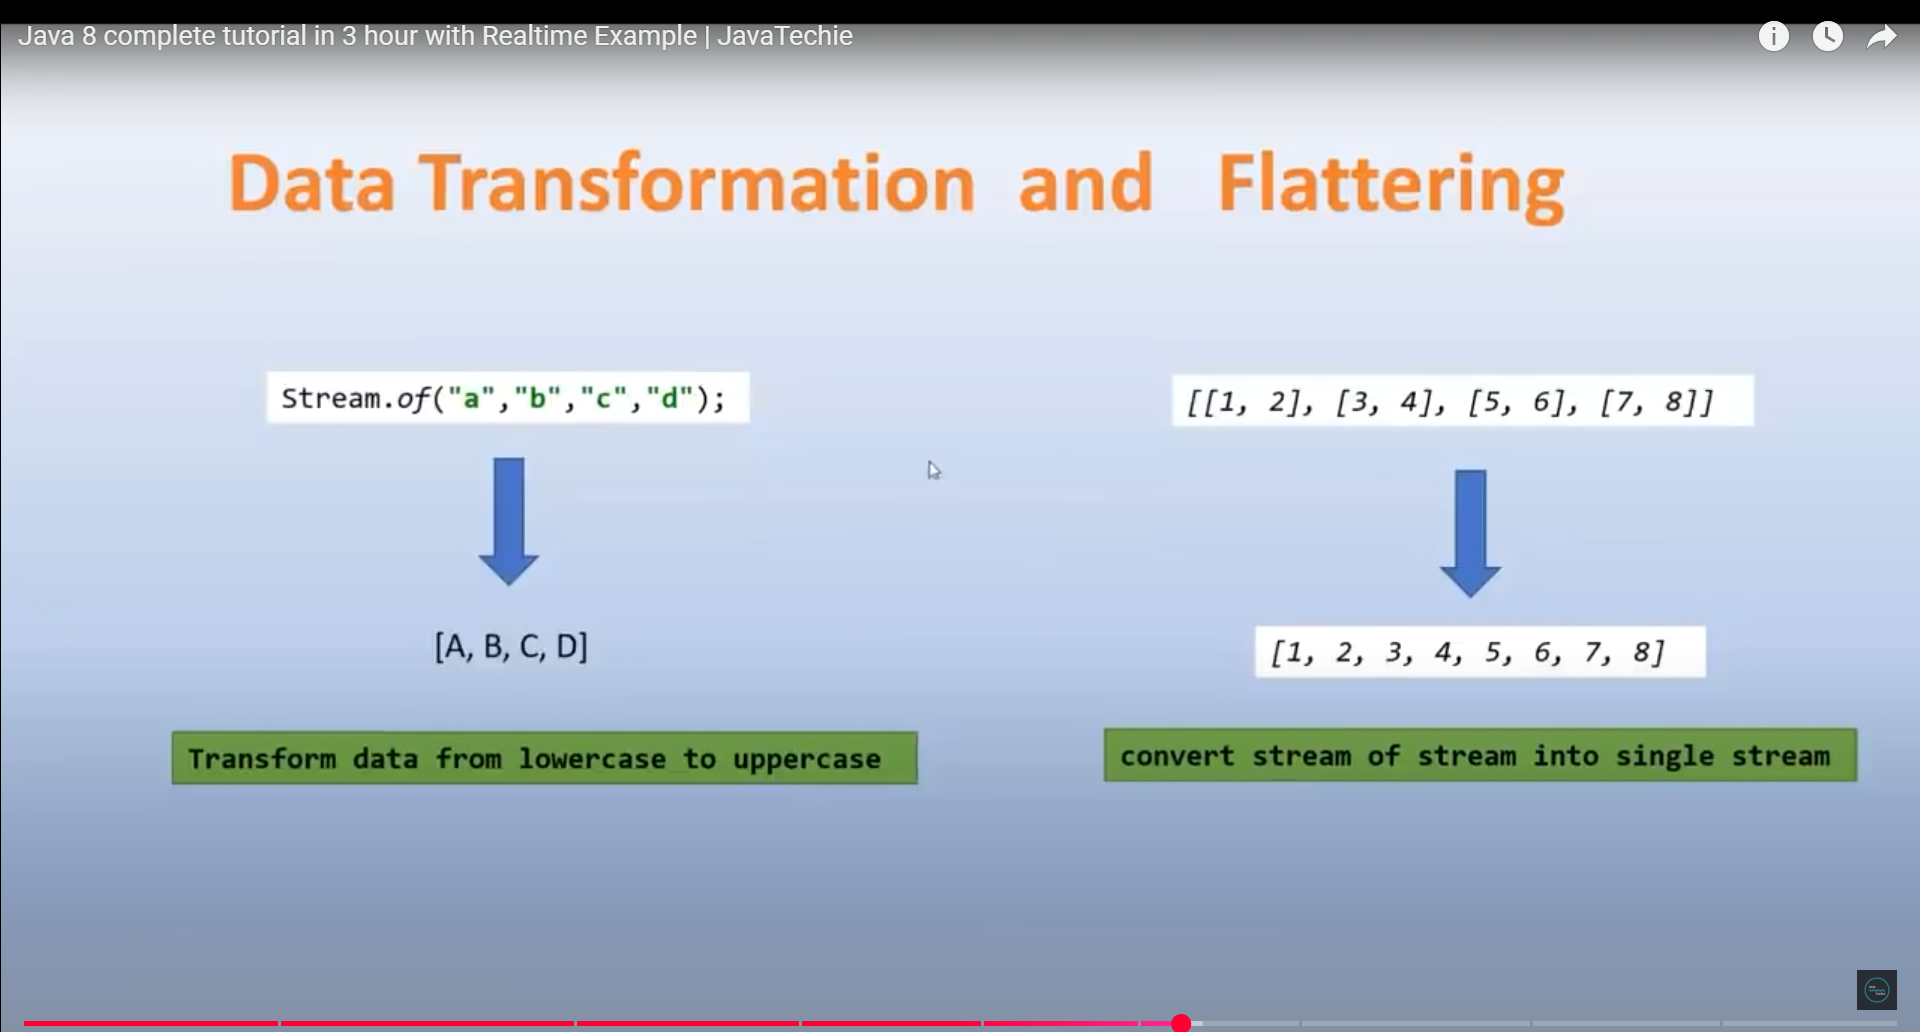 Java 8 complete tutorial in 3 hour with Realtime Example | JavaTechie
Data Transformation and Flattering
Stream.of("a","b","c","d");
[[1, 2], [3, 4], [5, 6], [7, 8]]
[A, B, C, D]
[1, 2, 3, 4, 5, 6, 7, 8]
Transform data from lowercase to uppercase
convert stream of stream into single stream